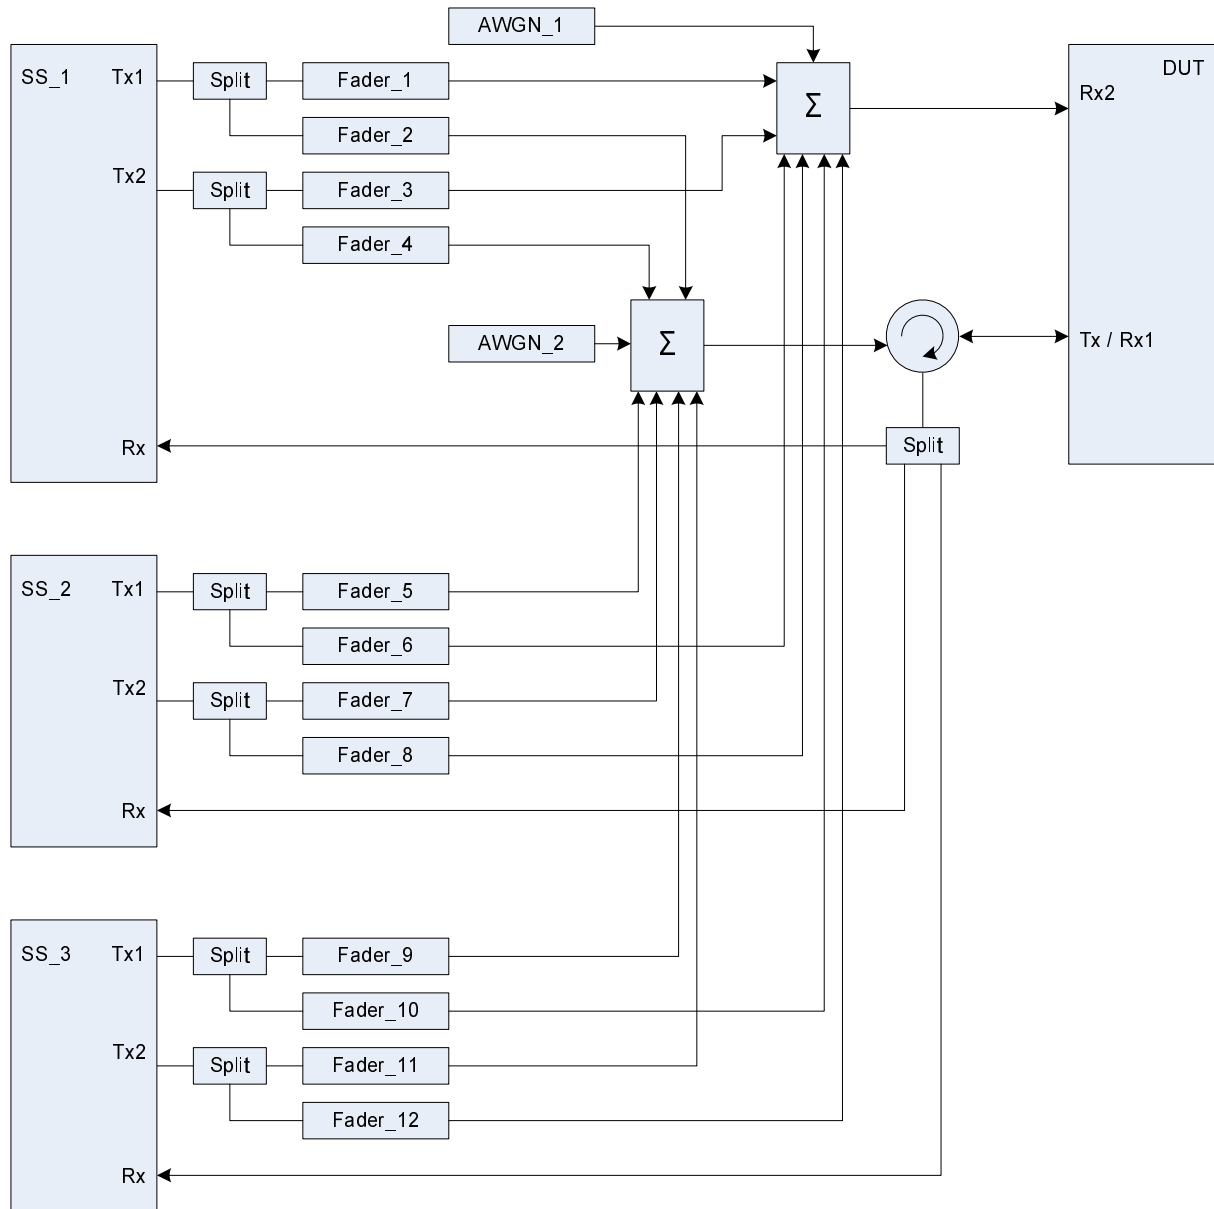 AWGN_1
SS_1 Tx1 Split Fader_1 Σ DUT
Rx2
Fader_2
Tx2 Split Fader_3
Fader_4
AWGN_2 Σ Tx / Rx1
Rx Split
SS_2 Tx1 Split Fader_5
Fader_6
Tx2 Split Fader_7
Fader_8
Rx
SS_3 Tx1 Split Fader_9
Fader_10
Tx2 Split Fader_11
Fader_12
Rx